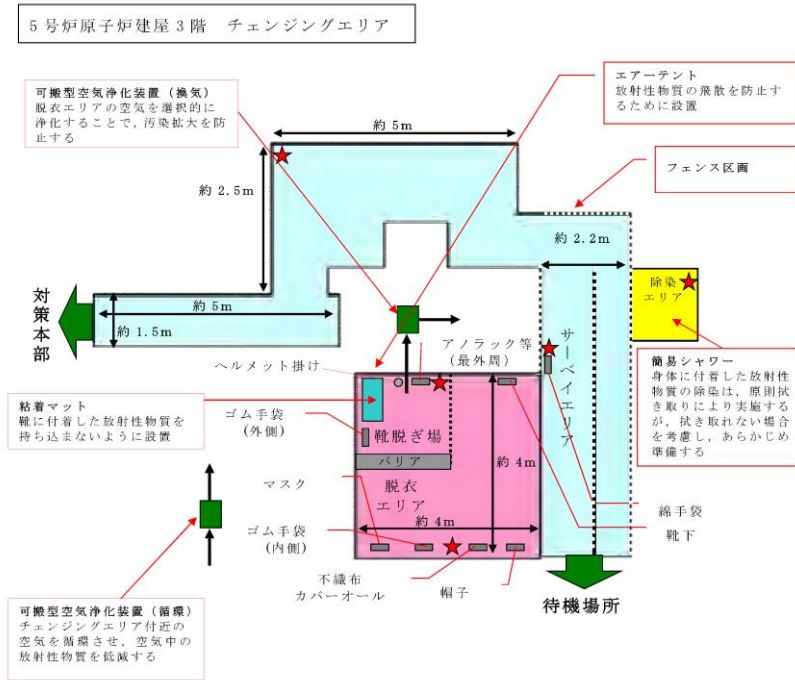 5号炉原子炉建屋3階 チェンジングエリア
可搬型空気浄化装置（換気）
脱衣エリアの空気を選択的に
浄化することで，汚染拡大を防
止する
エアーテント
放射性物質の飛散を防止す
るために設置
フェンス区画
約5m
約2.5m
約2.2m
対策本部
約5m
約1.5m
除染
エリア
サーベイエリア
アノラック等
(最外周)
ヘルメット掛け
簡易シャワー
身体に付着した放射性
物質の除染は，原則拭
き取りにより実施する
が，拭き取れない場合
を考慮し，あらかじめ
準備する
粘着マット
靴に付着した放射性物質を
持ち込まないように設置
ゴム手袋
(外側)
靴脱ぎ場
バリア
脱衣
エリア
約4m
約4m
マスク
ゴム手袋
(内側)
綿手袋
靴下
不織布
カバーオール
帽子
待機場所
可搬型空気浄化装置（循環）
チェンジングエリア付近の
空気を循環させ，空気中の
放射性物質を低減する